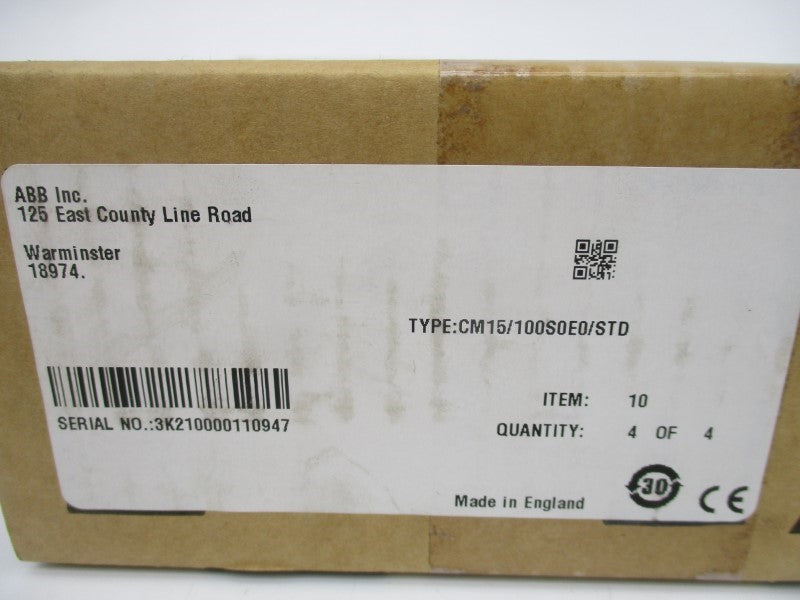 ABB Inc.
125 East County Line Road
Warminster
18974.
TYPE:CM15/100S0E0/STD
SERIAL NO.:3K210000110947
ITEM: 10
QUANTITY: 4 OF 4
Made in England
30
CE